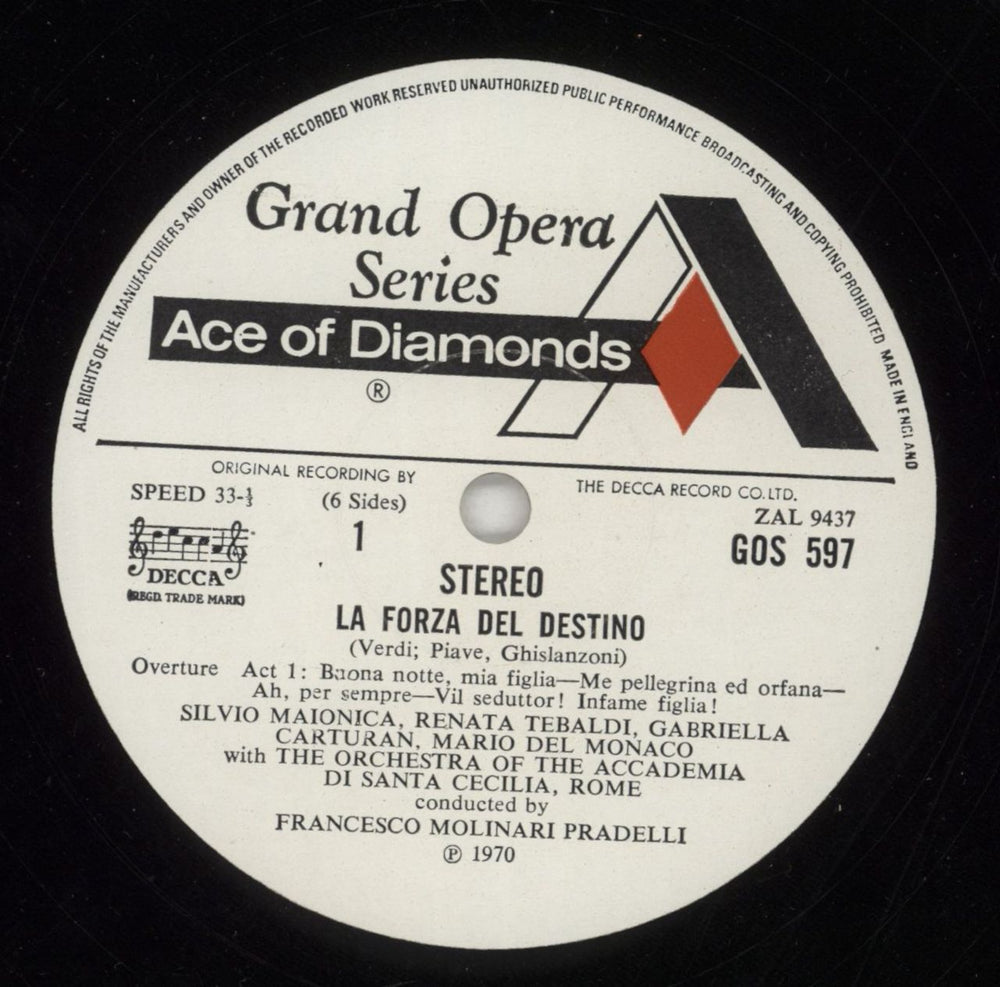 ALL RIGHTS OF THE MANUFACTURERS AND OWNER OF THE RECORDED WORK RESERVED UNAUTHORIZED PUBLIC PERFORMANCE BROADCASTING AND COPYING PROHIBITED MADE IN ENGLAND
Grand Opera
Series
Ace of Diamonds
®
ORIGINAL RECORDING BY THE DECCA RECORD CO. LTD.
SPEED 33-⅓ (6 Sides) ZAL 9437
1 GOS 597
DECCA
(REGD. TRADE MARK)
STEREO
LA FORZA DEL DESTINO
(Verdi; Piave, Ghislanzoni)
Overture Act 1: Buona notte, mia figlia—Me pellegrina ed orfana—
Ah, per sempre—Vil seduttor! Infame figlia!
SILVIO MAIONICA, RENATA TEBALDI, GABRIELLA
CARTURAN, MARIO DEL MONACO
with THE ORCHESTRA OF THE ACCADEMIA
DI SANTA CECILIA, ROME
conducted by
FRANCESCO MOLINARI PRADELLI
℗ 1970